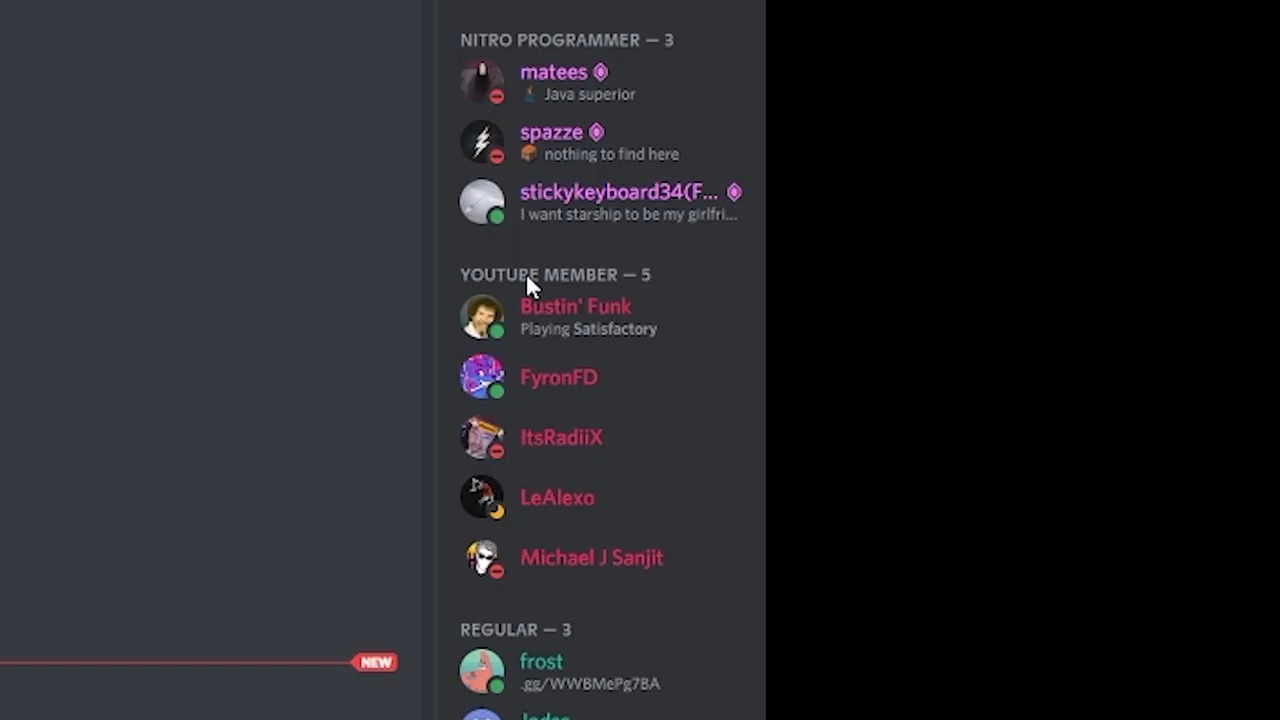 NITRO PROGRAMMER — 3
matees
Java superior
spazze
nothing to find here
stickykeyboard34(F...
I want starship to be my girlfri...
YOUTUBE MEMBER — 5
Bustin' Funk
Playing Satisfactory
FyronFD
ItsRadiiX
LeAlexo
Michael J Sanjit
REGULAR — 3
frost
NEW
.gg/WWBMePg7BA